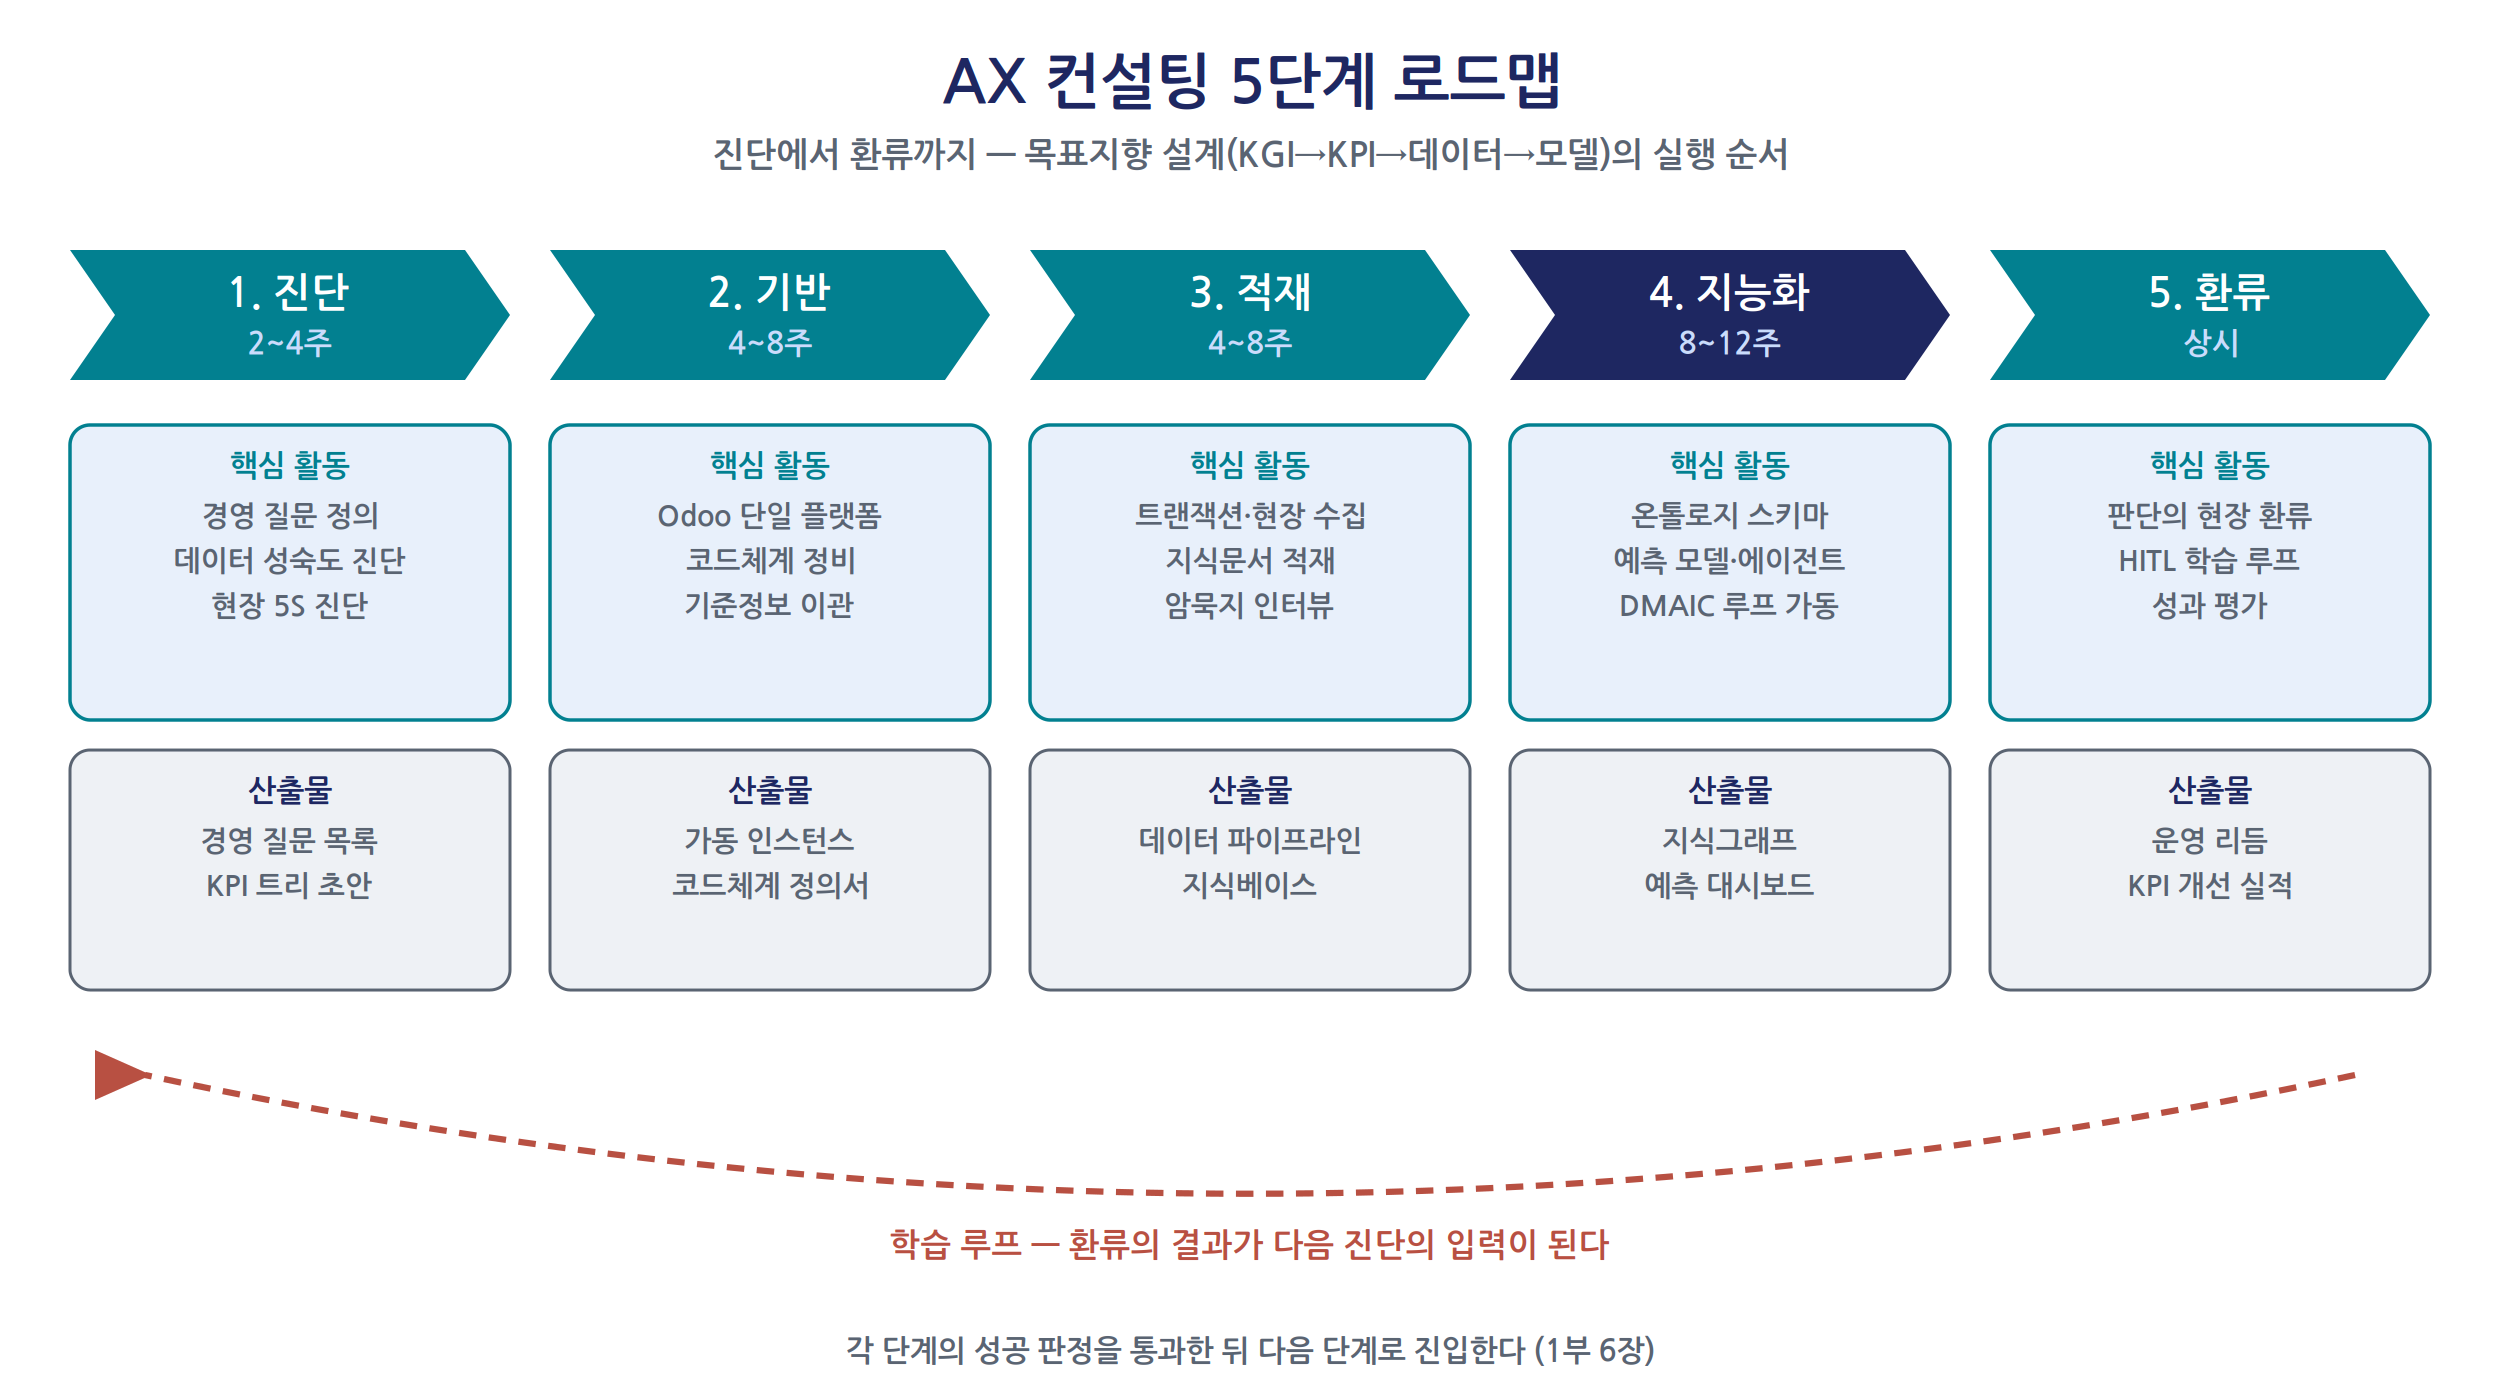 AX 컨설팅 5단계 로드맵
진단에서 환류까지 — 목표지향 설계(KGI→KPI→데이터→모델)의 실행 순서
1. 진단
2~4주
2. 기반
4~8주
3. 적재
4~8주
4. 지능화
8~12주
5. 환류
상시
핵심 활동
경영 질문 정의
데이터 성숙도 진단
현장 5S 진단
핵심 활동
Odoo 단일 플랫폼
코드체계 정비
기준정보 이관
핵심 활동
트랜잭션·현장 수집
지식문서 적재
암묵지 인터뷰
핵심 활동
온톨로지 스키마
예측 모델·에이전트
DMAIC 루프 가동
핵심 활동
판단의 현장 환류
HITL 학습 루프
성과 평가
산출물
경영 질문 목록
KPI 트리 초안
산출물
가동 인스턴스
코드체계 정의서
산출물
데이터 파이프라인
지식베이스
산출물
지식그래프
예측 대시보드
산출물
운영 리듬
KPI 개선 실적
학습 루프 — 환류의 결과가 다음 진단의 입력이 된다
각 단계의 성공 판정을 통과한 뒤 다음 단계로 진입한다 (1부 6장)